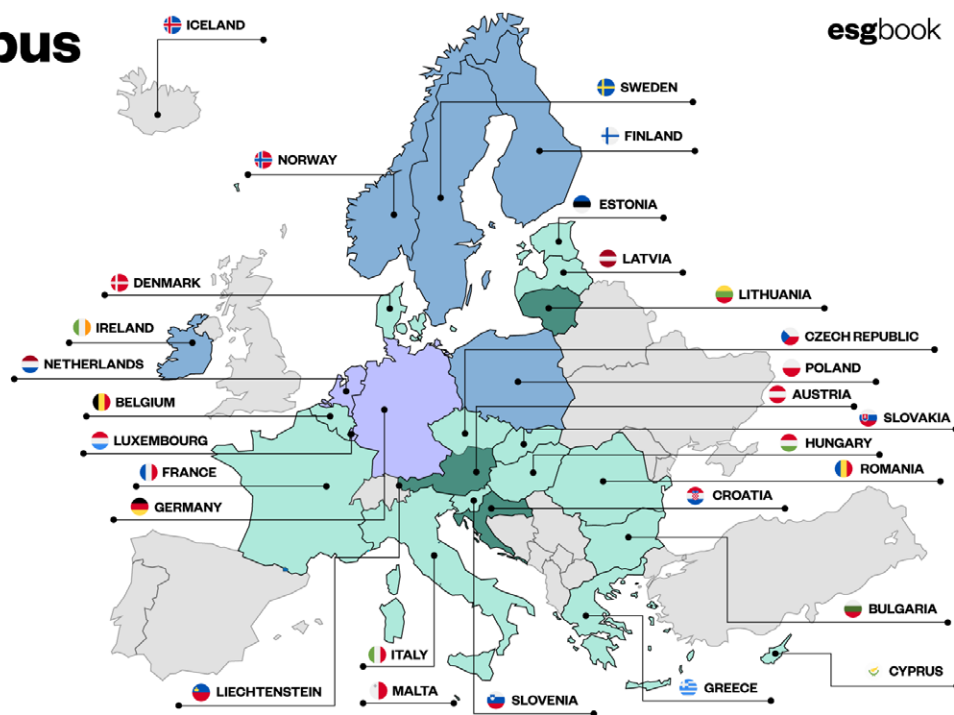 ous
esgbook
ICELAND
SWEDEN
FINLAND
NORWAY
ESTONIA
LATVIA
DENMARK
LITHUANIA
IRELAND
CZECH REPUBLIC
NETHERLANDS
POLAND
AUSTRIA
BELGIUM
SLOVAKIA
LUXEMBOURG
HUNGARY
FRANCE
ROMANIA
CROATIA
GERMANY
BULGARIA
ITALY
CYPRUS
LIECHTENSTEIN
MALTA
SLOVENIA
GREECE